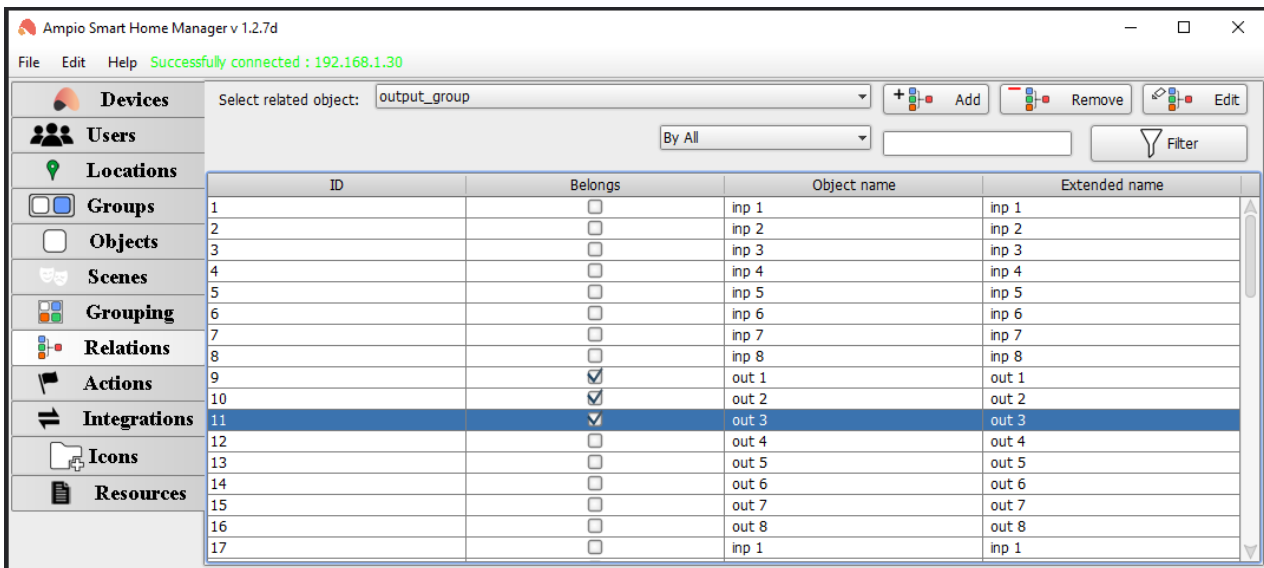 Ampio Smart Home Manager v 1.2.7d
File Edit Help Successfully connected : 192.168.1.30
Devices
Users
Locations
Groups
Objects
Scenes
Grouping
Relations
Actions
Integrations
Icons
Resources
Select related object: output_group Add Remove Edit
By All Filter
ID Belongs Object name Extended name
1 inp 1 inp 1
2 inp 2 inp 2
3 inp 3 inp 3
4 inp 4 inp 4
5 inp 5 inp 5
6 inp 6 inp 6
7 inp 7 inp 7
8 inp 8 inp 8
9 out 1 out 1
10 out 2 out 2
11 out 3 out 3
12 out 4 out 4
13 out 5 out 5
14 out 6 out 6
15 out 7 out 7
16 out 8 out 8
17 inp 1 inp 1